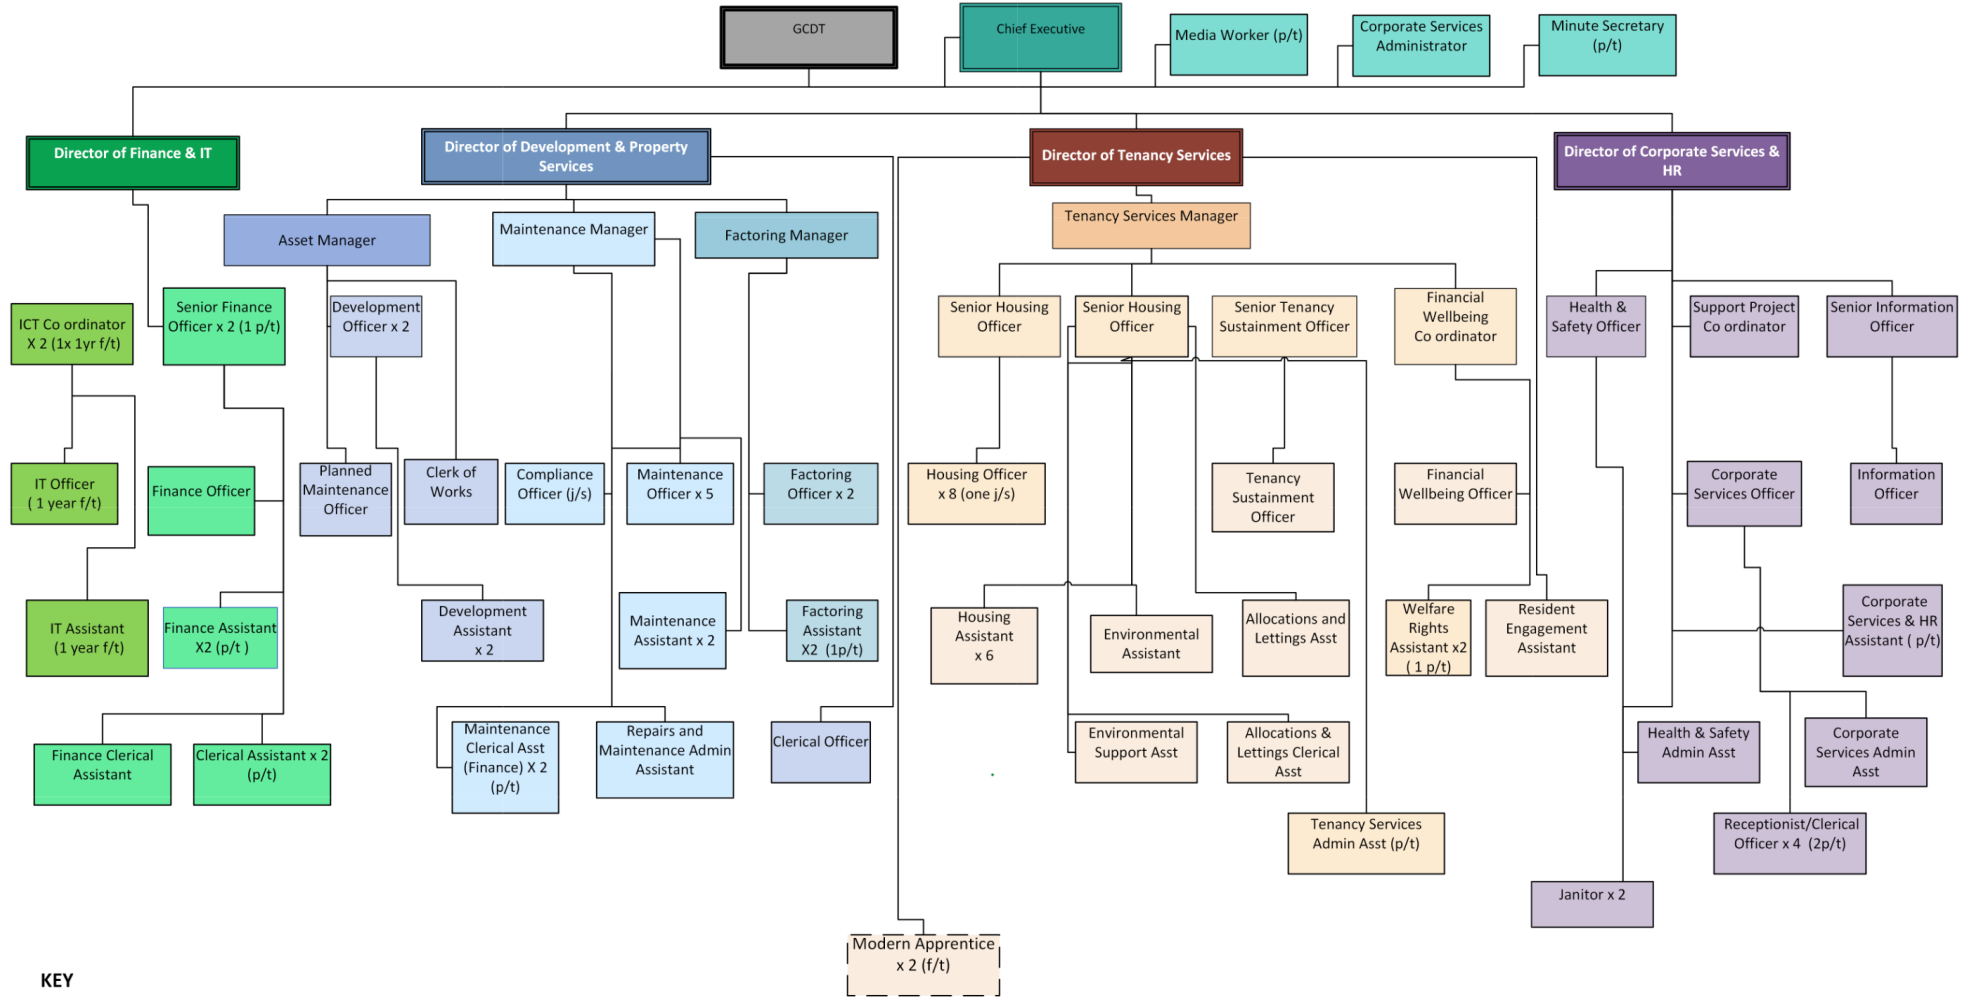 GCDT
Chief Executive
Media Worker (p/t)
Corporate Services
Administrator
Minute Secretary
(p/t)
Director of Finance & IT
Director of Development & Property
Services
Director of Tenancy Services
Director of Corporate Services &
HR
Asset Manager
Maintenance Manager
Factoring Manager
Tenancy Services Manager
ICT Co ordinator
X 2 (1x 1yr f/t)
Senior Finance
Officer x 2 (1 p/t)
Development
Officer x 2
Senior Housing
Officer
Senior Housing
Officer
Senior Tenancy
Sustainment Officer
Financial
Wellbeing
Co ordinator
Health &
Safety Officer
Support Project
Co ordinator
Senior Information
Officer
IT Officer
( 1 year f/t)
Finance Officer
Planned
Maintenance
Officer
Clerk of
Works
Compliance
Officer (j/s)
Maintenance
Officer x 5
Factoring
Officer x 2
Housing Officer
x 8 (one j/s)
Tenancy
Sustainment
Officer
Financial
Wellbeing Officer
Corporate
Services Officer
Information
Officer
IT Assistant
(1 year f/t)
Finance Assistant
X2 (p/t )
Development
Assistant
x 2
Maintenance
Assistant x 2
Factoring
Assistant
X2  (1p/t)
Housing
Assistant
x 6
Environmental
Assistant
Allocations and
Lettings Asst
Welfare
Rights
Assistant x2
( 1 p/t)
Resident
Engagement
Assistant
Corporate
Services & HR
Assistant ( p/t)
Finance Clerical
Assistant
Clerical Assistant x 2
(p/t)
Maintenance
Clerical Asst
(Finance) X 2
(p/t)
Repairs and
Maintenance Admin
Assistant
Clerical Officer
Environmental
Support Asst
Allocations &
Lettings Clerical
Asst
Health & Safety
Admin Asst
Corporate
Services Admin
Asst
Tenancy Services
Admin Asst (p/t)
Receptionist/Clerical
Officer x 4  (2p/t)
Janitor x 2
Modern Apprentice
x 2 (f/t)
KEY